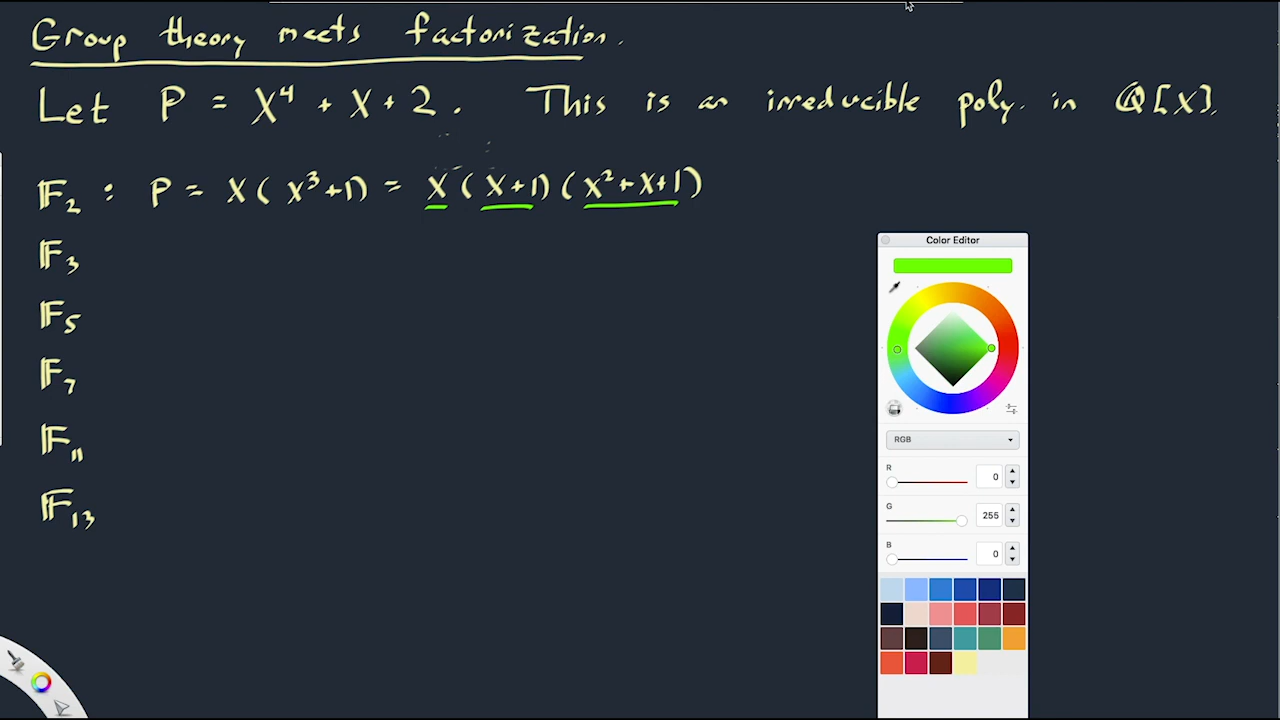 Group theory meets factorization.
Let P = X⁴ + X + 2. This is an irreducible poly. in ℚ[X].
𝔽₂ : P = X(X³+1) = X(X+1)(X²+X+1)
𝔽₃
𝔽₅
𝔽₇
𝔽₁₁
𝔽₁₃
Color Editor
RGB
R 0
G 255
B 0